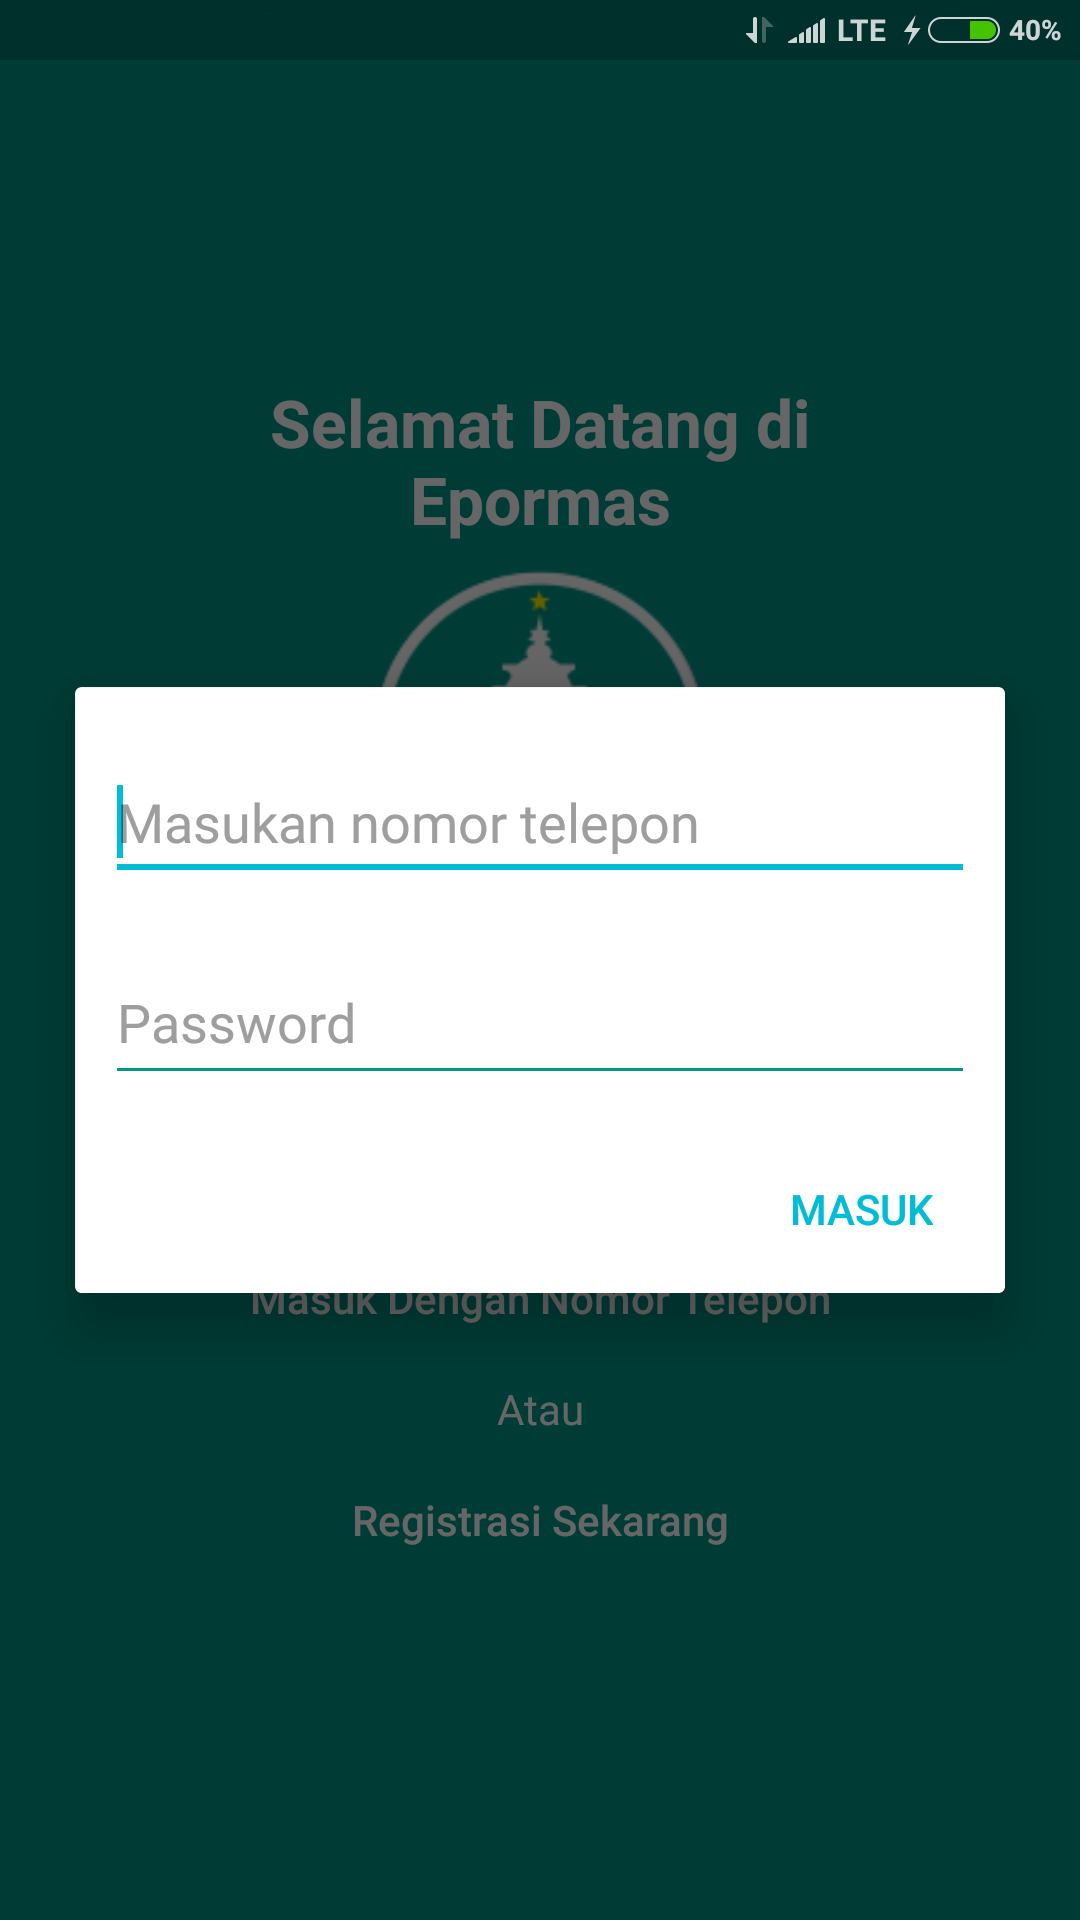 LTE 40%
Selamat Datang di
Epormas
Masukan nomor telepon
Password
MASUK
Masuk Dengan Nomor Telepon
Atau
Registrasi Sekarang